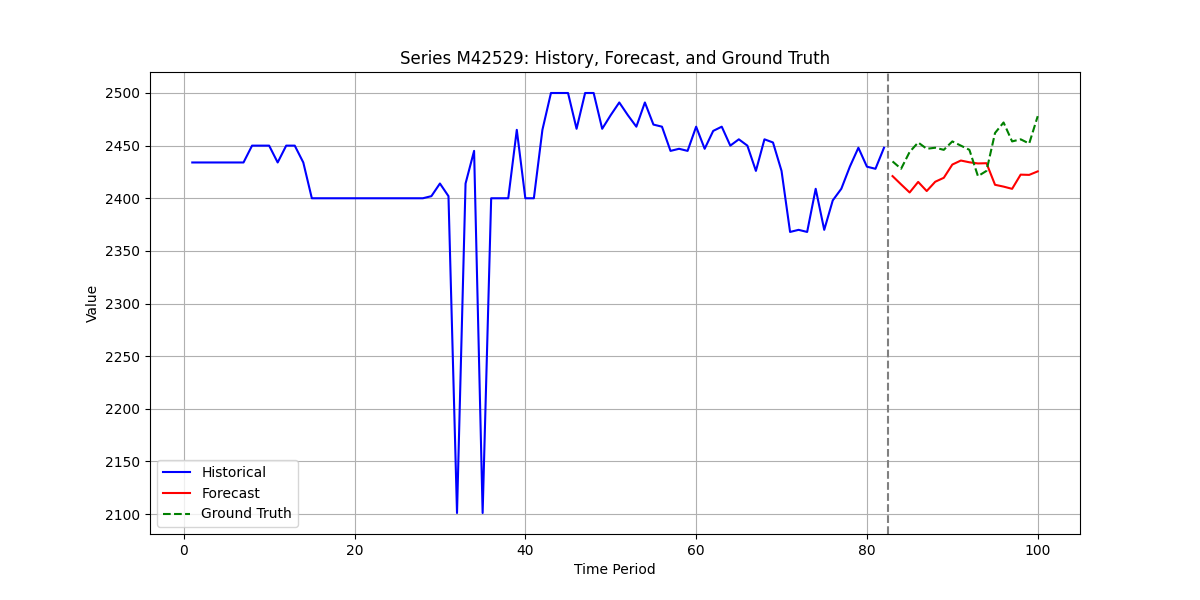 Series M42529: History, Forecast, and Ground Truth
Value
2500
2450
2400
2350
2300
2250
2200
2150
2100
Historical
Forecast
Ground Truth
0
20
40
60
80
100
Time Period